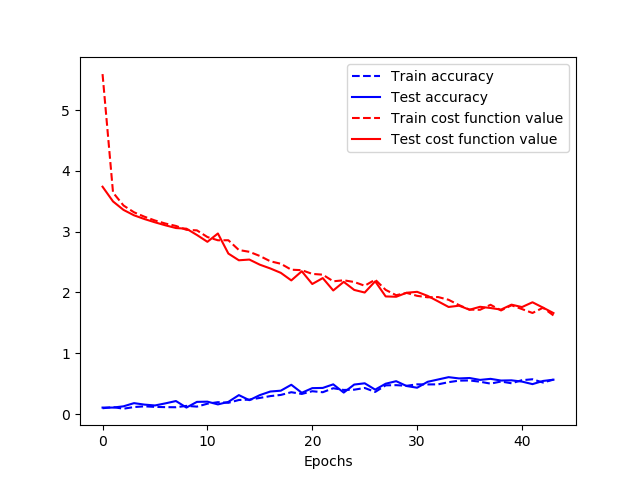 Train accuracy
Test accuracy
Train cost function value
Test cost function value
5
4
3
2
1
0
0 10 20 30 40
Epochs